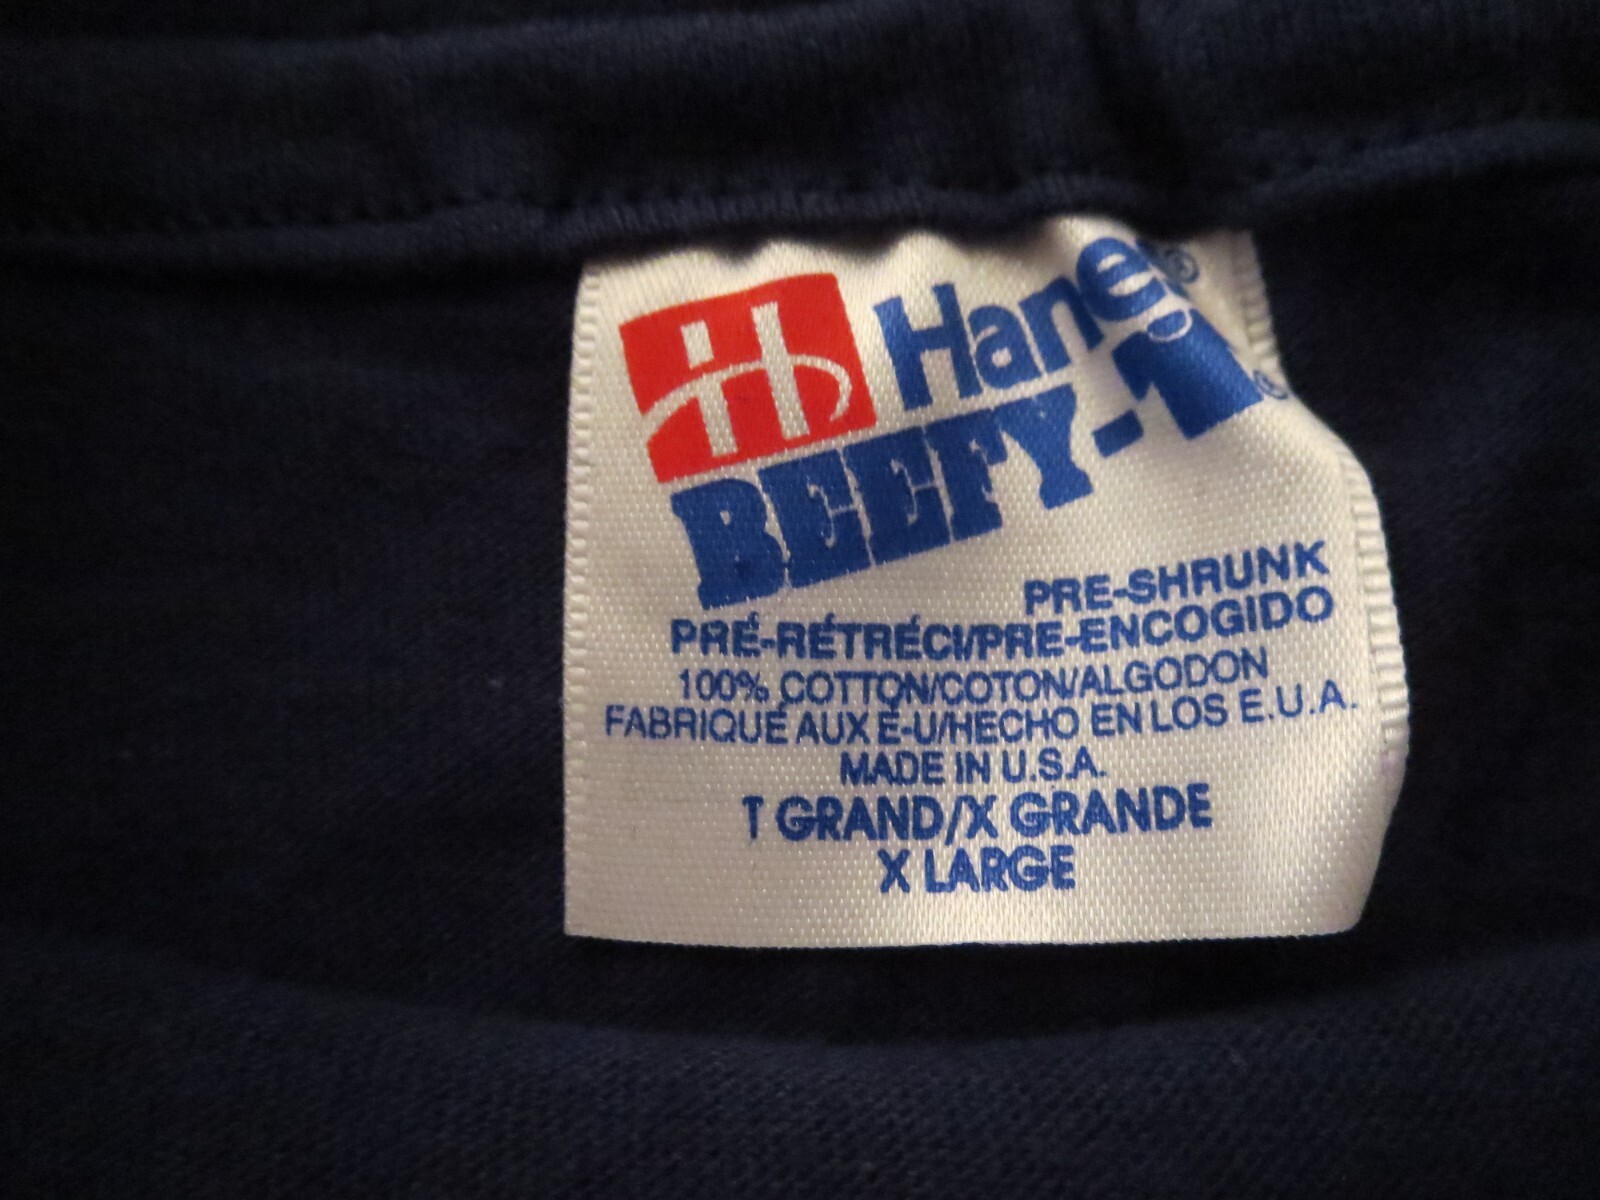 H Hanes®
BEEFY-T®
PRE-SHRUNK
PRÉ-RÉTRÉCI/PRE-ENCOGIDO
100% COTTON/COTON/ALGODON
FABRIQUÉ AUX É-U/HECHO EN LOS E.U.A.
MADE IN U.S.A.
T GRAND/X GRANDE
X LARGE